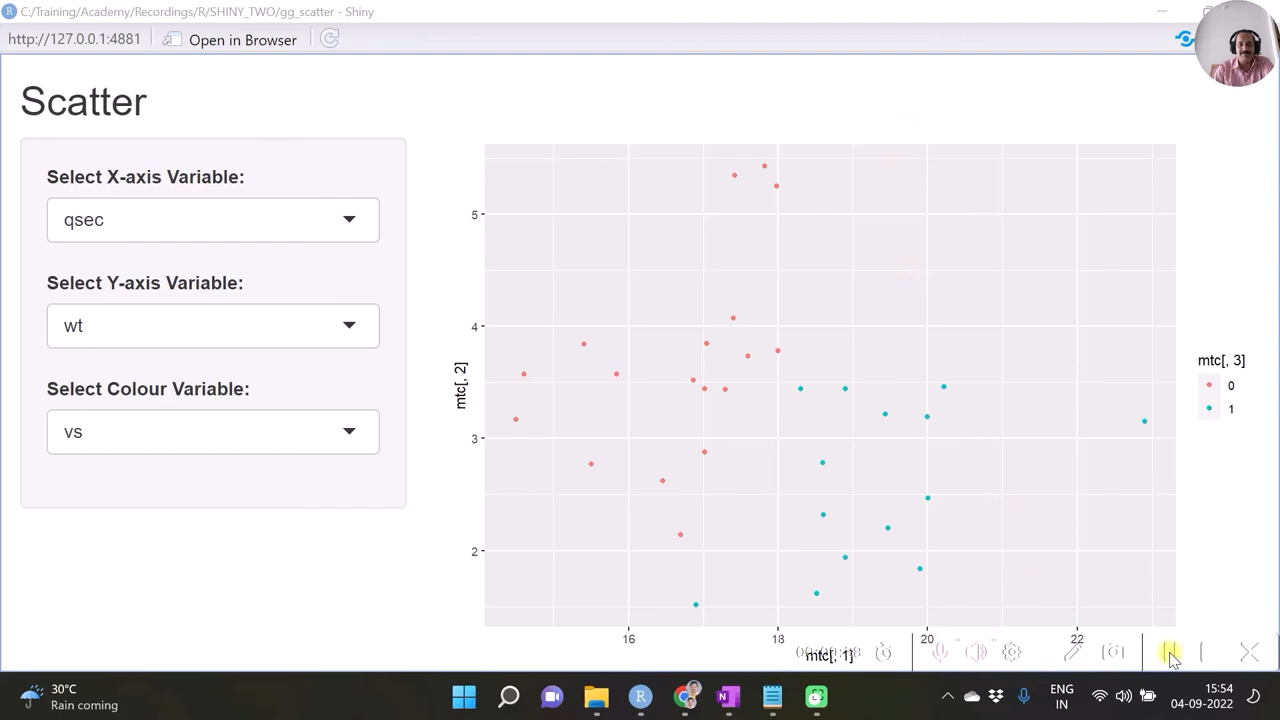 C:/Training/Academy/Recordings/R/SHINY_TWO/gg_scatter - Shiny
http://127.0.0.1:4881
Open in Browser
Scatter
Select X-axis Variable:
qsec
Select Y-axis Variable:
wt
Select Colour Variable:
vs
mtc[, 2]
5
4
3
2
16
18
20
22
mtc[, 1]
mtc[, 3]
0
1
30°C
Rain coming
ENG
IN
15:54
04-09-2022